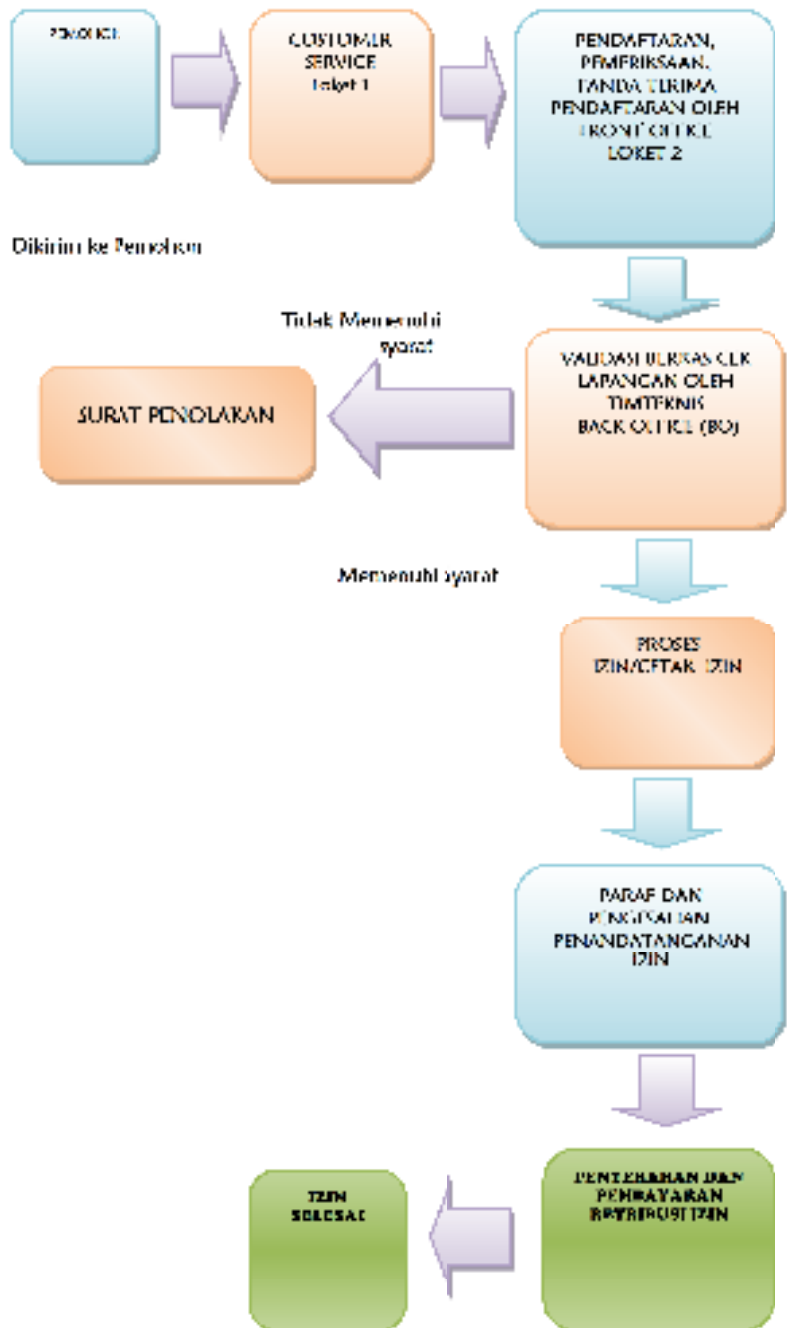 PEMOHON
CUSTOMER
SERVICE
Loket 1
PENDAFTARAN,
PEMERIKSAAN,
TANDA TERIMA
PENDAFTARAN OLEH
FRONT OFFICE
LOKET 2
Dikirim ke Pemohon
Tidak Memenuhi
syarat
SURAT PENOLAKAN
VALIDASI BERKAS CEK
LAPANGAN OLEH
TIMTEKNIS
BACK OFFICE (BO)
Memenuhi syarat
PROSES
IZIN/CETAK IZIN
PARAF DAN
PENGESAHAN
PENANDATANGANAN
IZIN
PENYERAHAN DAN
PEMBAYARAN
RETRIBUSI IZIN
IZIN
SELESAI